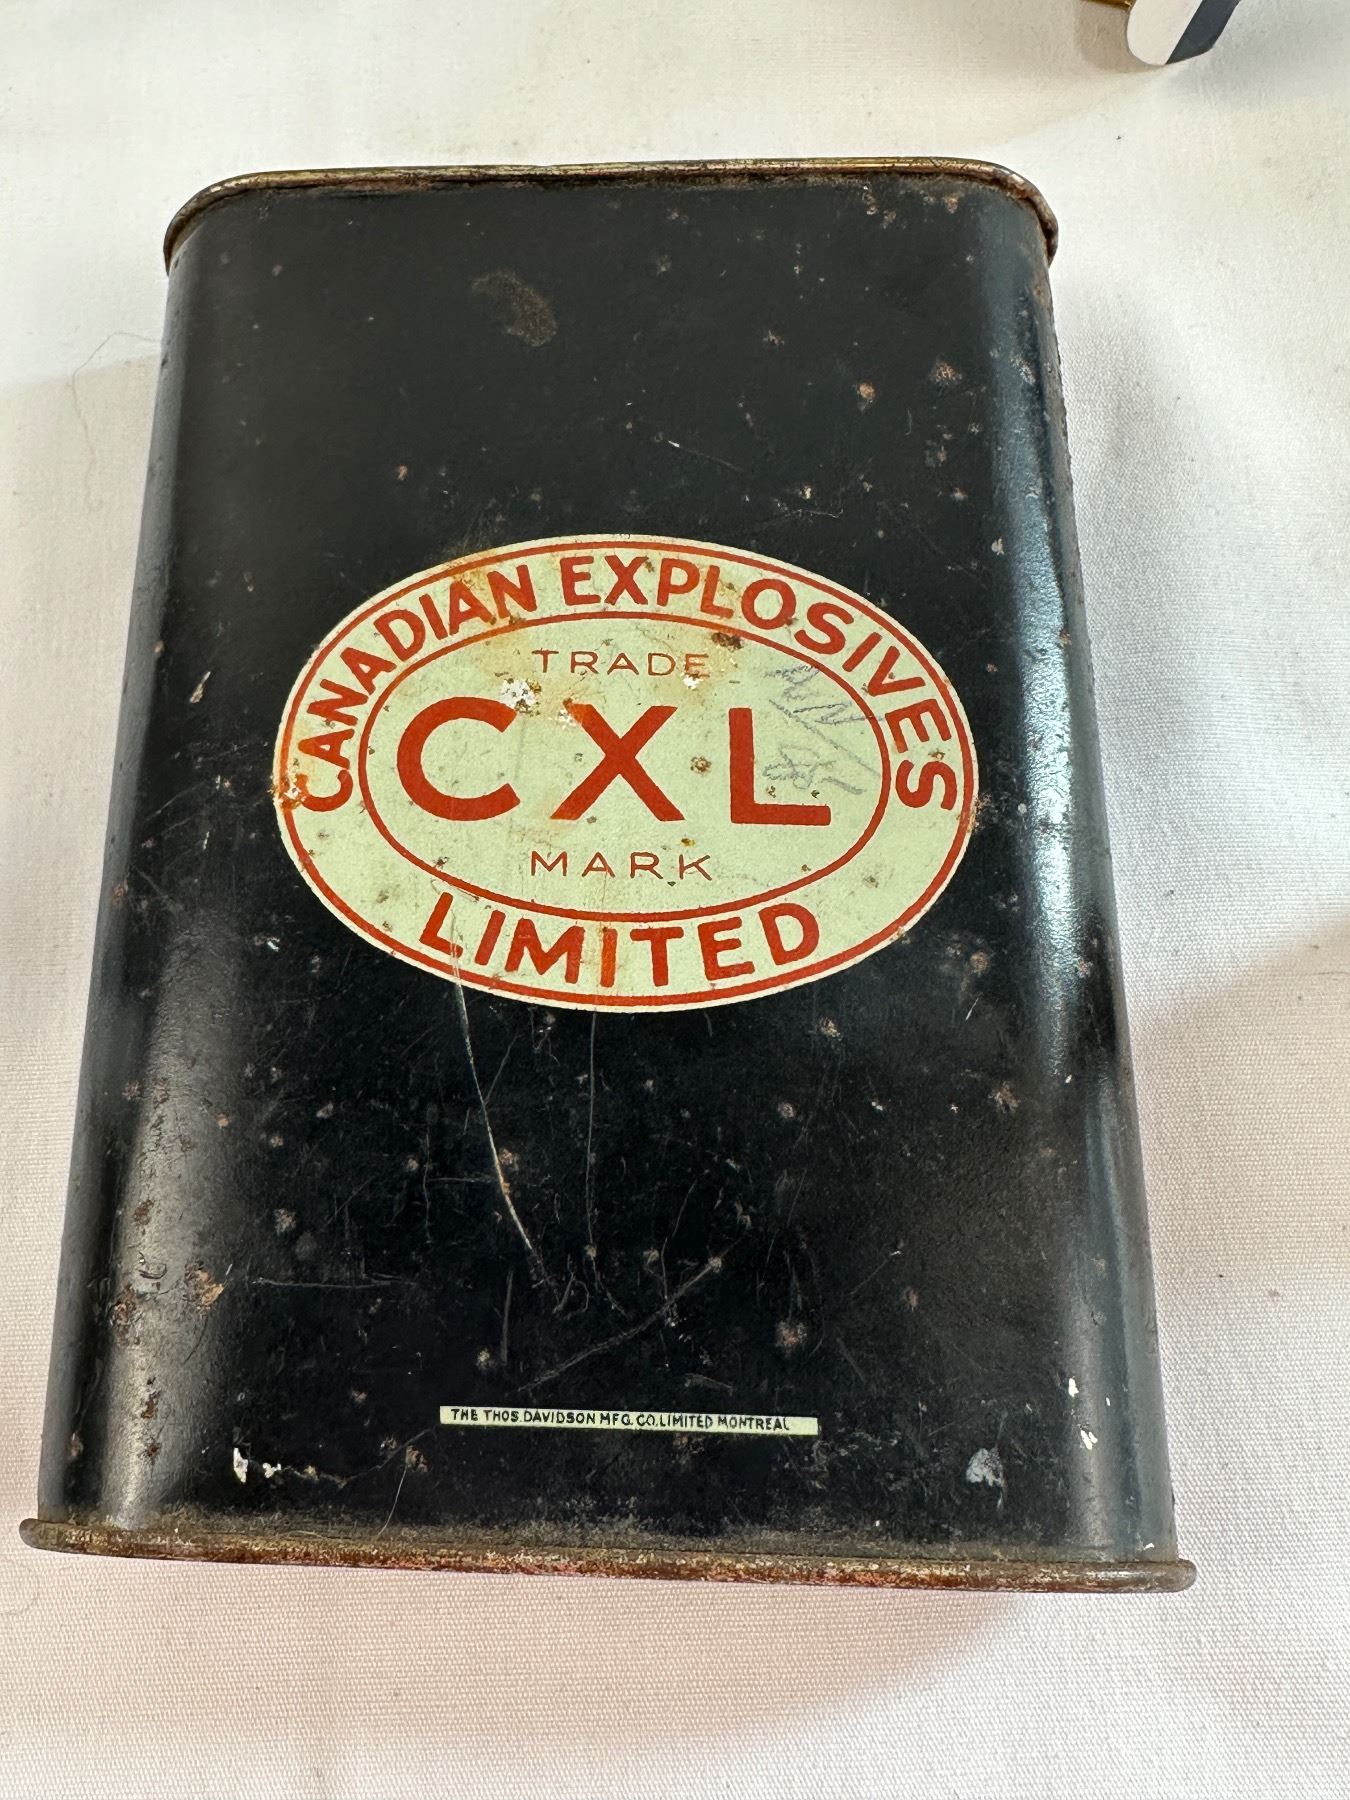 CANADIAN EXPLOSIVES
TRADE
CXL
MARK
LIMITED
THE THOS. DAVIDSON MFG. CO. LIMITED MONTREAL